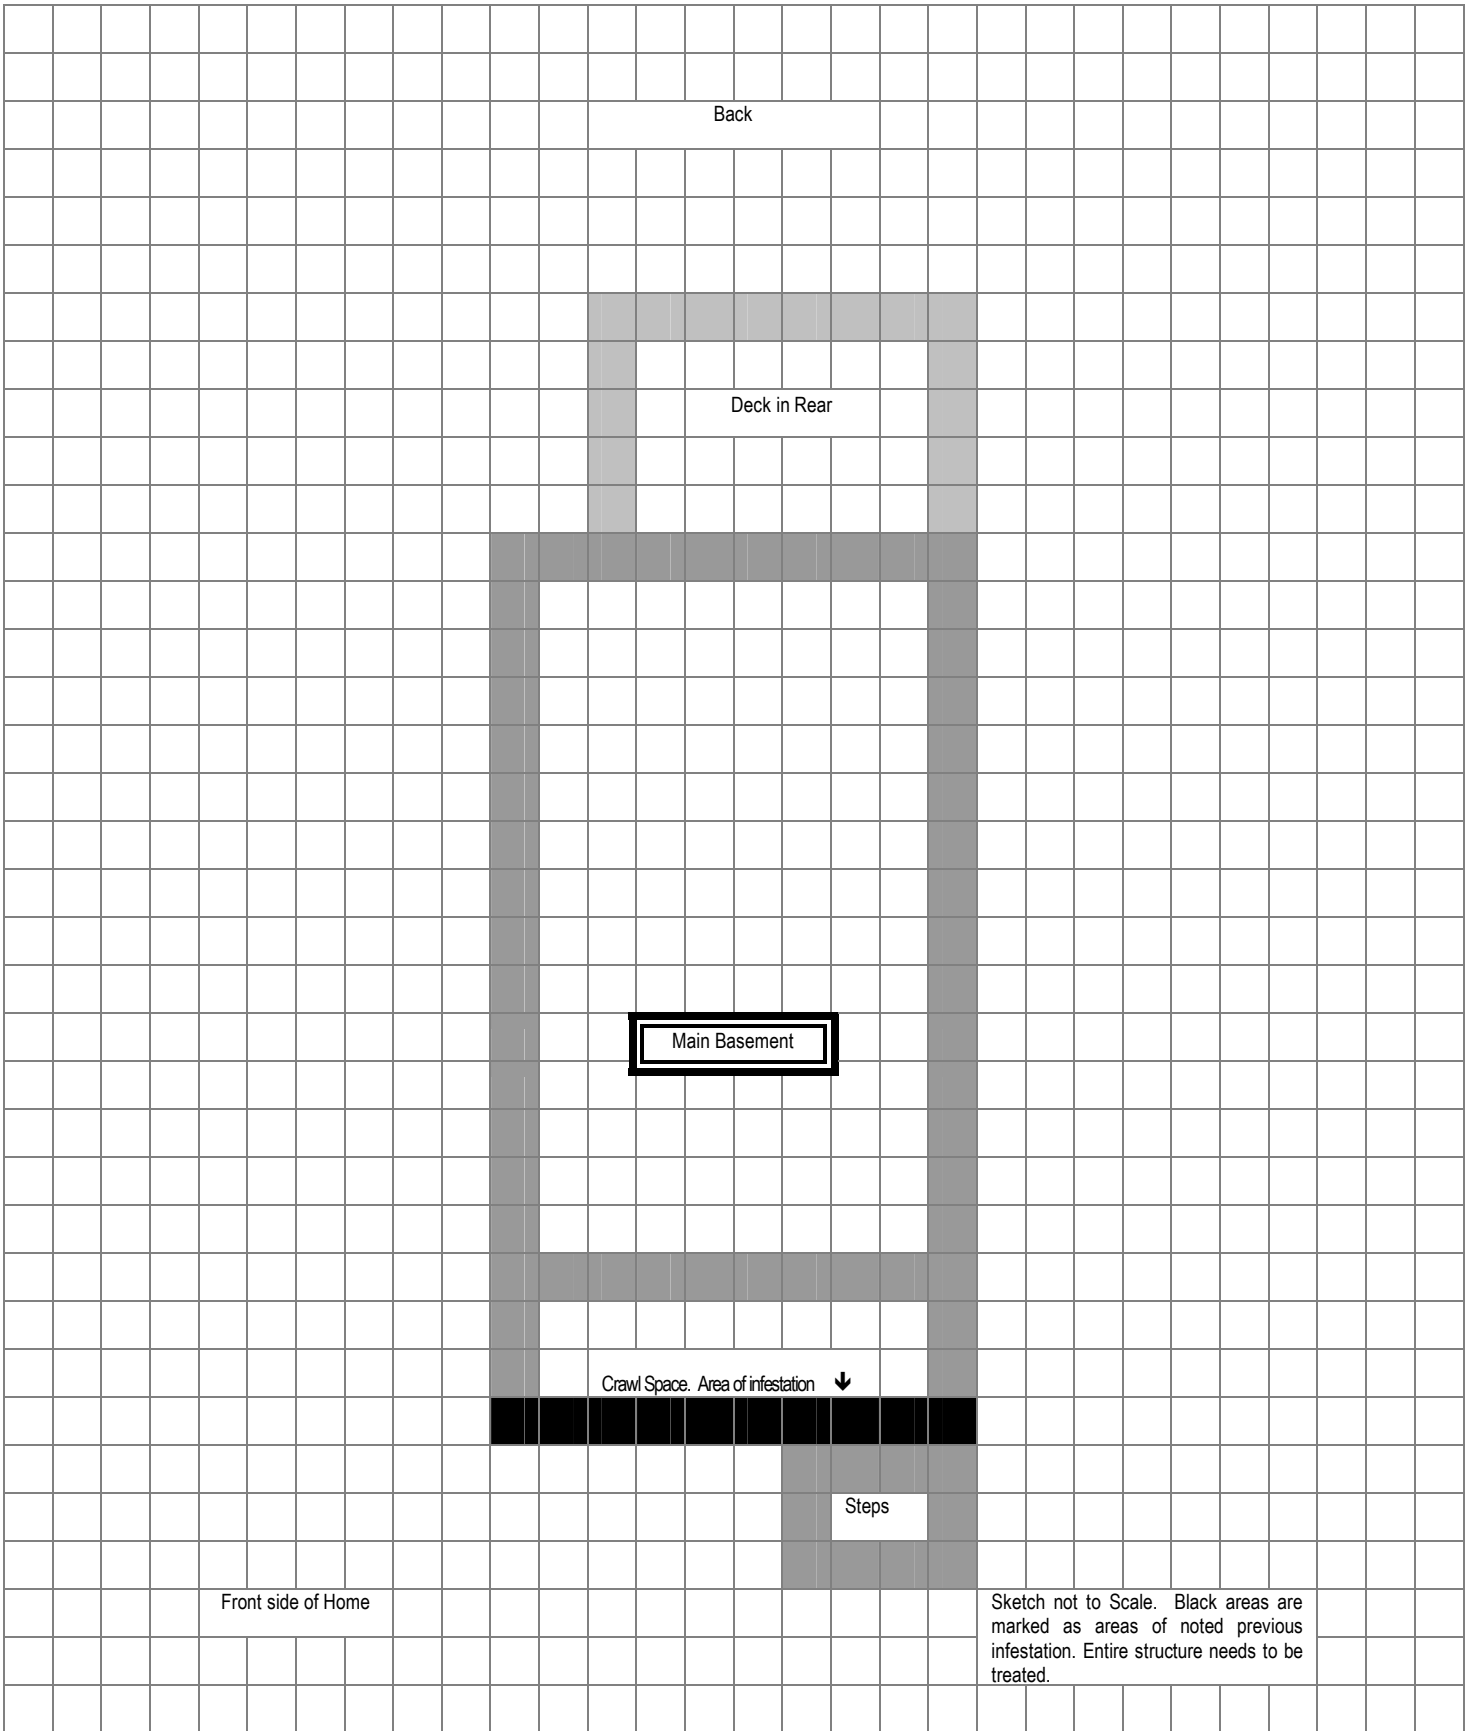 Back
Deck in Rear
Main Basement
Crawl Space. Area of infestation 🡻
Steps
Front side of Home
Sketch not to Scale. Black areas are
marked as areas of noted previous
infestation. Entire structure needs to be
treated.